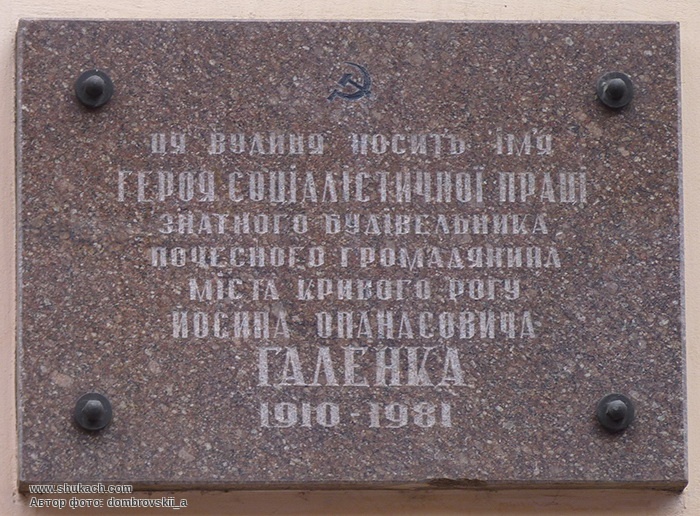 ЦЯ ВУЛИЦЯ НОСИТЬ ІМ'Я
ГЕРОЯ СОЦІАЛІСТИЧНОЇ ПРАЦІ
ЗНАТНОГО БУДІВЕЛЬНИКА
ПОЧЕСНОГО ГРОМАДЯНИНА
МІСТА КРИВОГО РОГУ
ЙОСИПА ОПАНАСОВИЧА
ГАЛЕНКА
1910 - 1981
www.shukach.com
Автор фото: dombrovskii_a